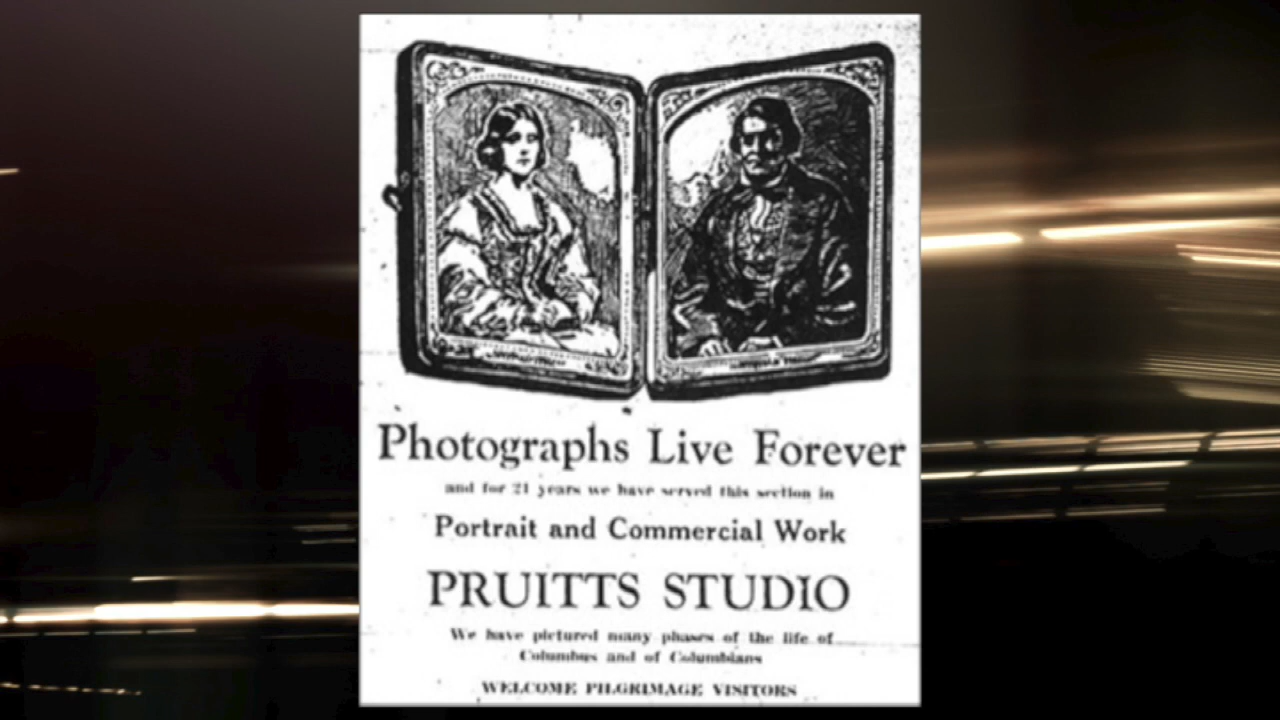 Photographs Live Forever
and for 21 years we have served this section in
Portrait and Commercial Work
PRUITTS STUDIO
We have pictured many phases of the life of
Columbus and of Columbians
WELCOME PILGRIMAGE VISITORS